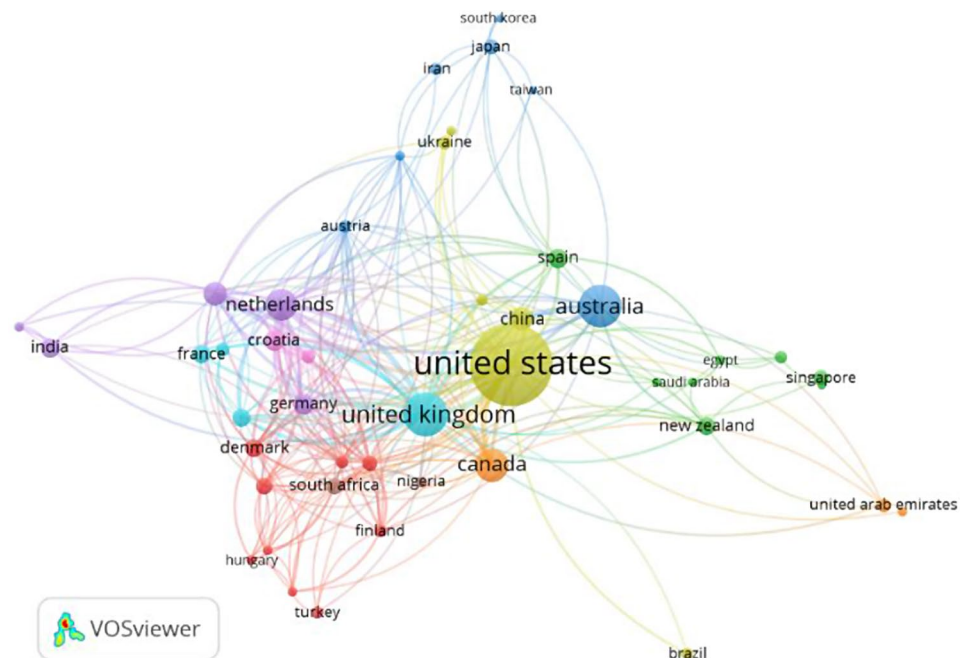 south korea
japan
iran
taiwan
ukraine
austria
spain
netherlands
australia
china
croatia
india
france
united states
egypt
singapore
saudi arabia
germany
united kingdom
new zealand
denmark
canada
south africa
nigeria
united arab emirates
finland
hungary
turkey
VOSviewer
brazil